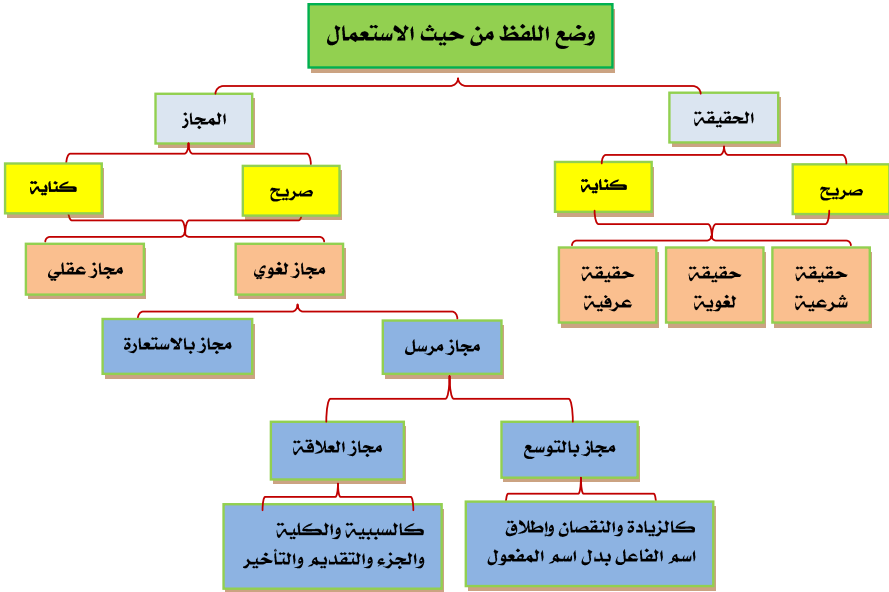 وضع اللفظ من حيث الاستعمال
الحقيقة
المجاز
صريح
كناية
صريح
كناية
حقيقة
شرعية
حقيقة
لغوية
حقيقة
عرفية
مجاز لغوي
مجاز عقلي
مجاز مرسل
مجاز بالاستعارة
مجاز بالتوسع
مجاز العلاقة
كالزيادة والنقصان وإطلاق
اسم الفاعل بدل اسم المفعول
كالسببية والكلية
والجزء والتقديم والتأخير